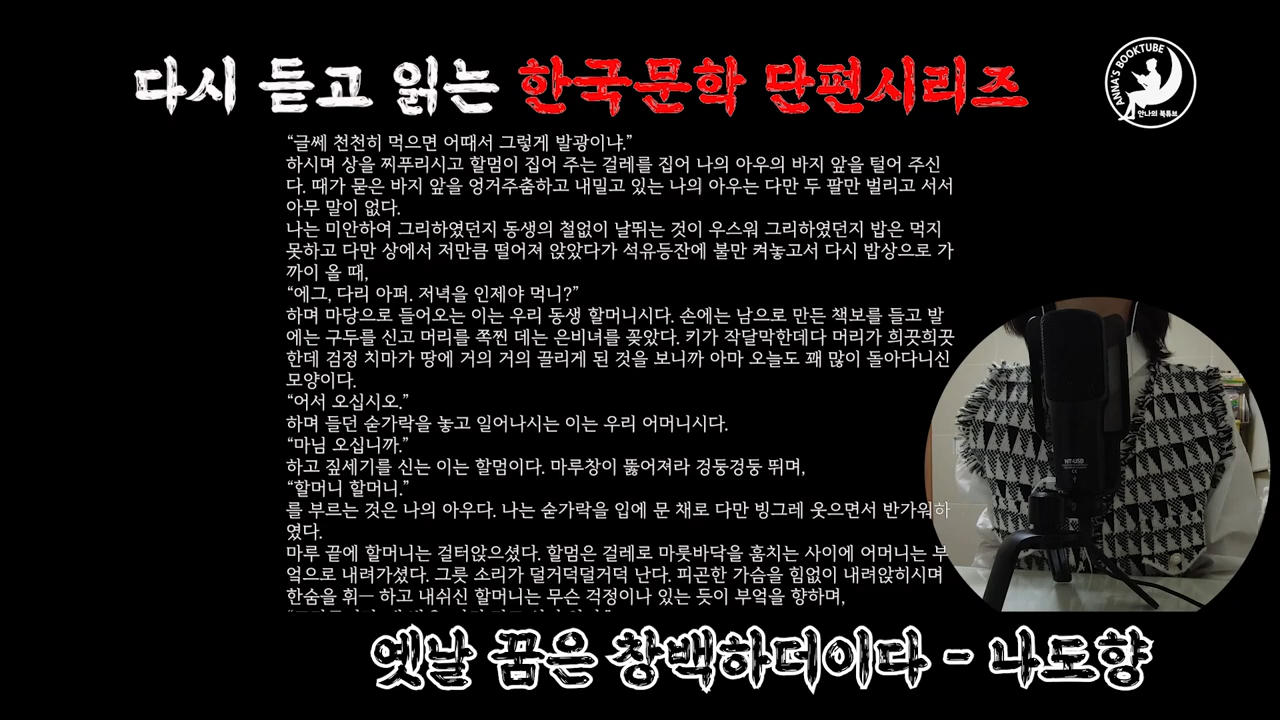 다시 듣고 읽는 한국문학 단편시리즈
ANNA'S BOOKTUBE
안나의 북튜브
“글쎄 천천히 먹으면 어때서 그렇게 발광이냐.”
하시며 상을 찌푸리시고 할멈이 집어 주는 걸레를 집어 나의 아우의 바지 앞을 털어 주신
다. 때가 묻은 바지 앞을 엉거주춤하고 내밀고 있는 나의 아우는 다만 두 팔만 벌리고 서서
아무 말이 없다.
나는 미안하여 그리하였던지 동생의 철없이 날뛰는 것이 우스워 그리하였던지 밥은 먹지
못하고 다만 상에서 저만큼 떨어져 앉았다가 석유등잔에 불만 켜놓고서 다시 밥상으로 가
까이 올 때,
“에그, 다리 아퍼. 저녁을 인제야 먹니?”
하며 마당으로 들어오는 이는 우리 동생 할머니시다. 손에는 남으로 만든 책보를 들고 발
에는 구두를 신고 머리를 쪽찐 데는 은비녀를 꽂았다. 키가 작달막한데다 머리가 희끗희끗
한데 검정 치마가 땅에 거의 거의 끌리게 된 것을 보니까 아마 오늘도 꽤 많이 돌아다니신
모양이다.
“어서 오십시오.”
하며 들던 숟가락을 놓고 일어나시는 이는 우리 어머니시다.
“마님 오십니까.”
하고 짚세기를 신는 이는 할멈이다. 마루창이 뚫어져라 겅둥겅둥 뛰며,
“할머니 할머니.”
를 부르는 것은 나의 아우다. 나는 숟가락을 입에 문 채로 다만 빙그레 웃으면서 반가워하
였다.
마루 끝에 할머니는 걸터앉으셨다. 할멈은 걸레로 마룻바닥을 훔치는 사이에 어머니는 부
엌으로 내려가셨다. 그릇 소리가 덜거덕덜거덕 난다. 피곤한 가슴을 힘없이 내려앉히시며
한숨을 휘─ 하고 내쉬신 할머니는 무슨 걱정이나 있는 듯이 부엌을 향하며,
NT-USB
옛날 꿈은 창백하더이다 - 나도향